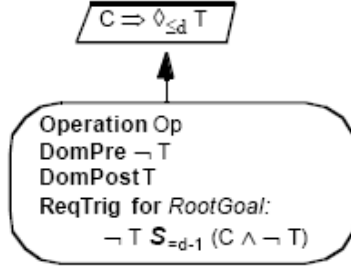 C ⇒ ◊≤d T
Operation Op
DomPre ¬ T
DomPost T
ReqTrig for RootGoal:
¬ T S=d-1 (C ∧ ¬ T)